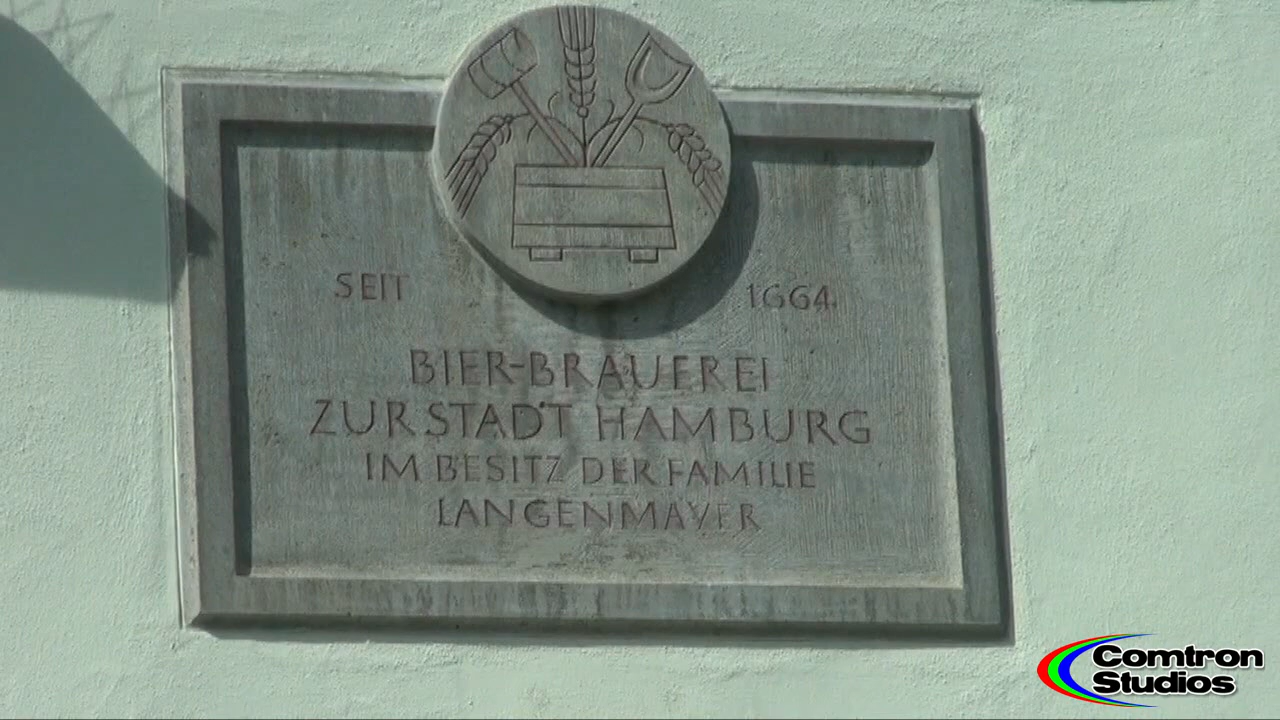 SEIT 1664
BIER-BRAUEREI
ZUR STADT HAMBURG
IM BESITZ DER FAMILIE
LANGENMAYER
Comtron
Studios